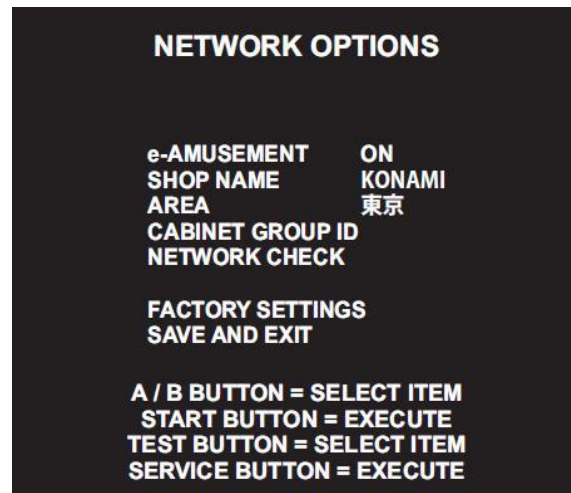 NETWORK OPTIONS
e-AMUSEMENT ON
SHOP NAME KONAMI
AREA 東京
CABINET GROUP ID
NETWORK CHECK
FACTORY SETTINGS
SAVE AND EXIT
A / B BUTTON = SELECT ITEM
START BUTTON = EXECUTE
TEST BUTTON = SELECT ITEM
SERVICE BUTTON = EXECUTE